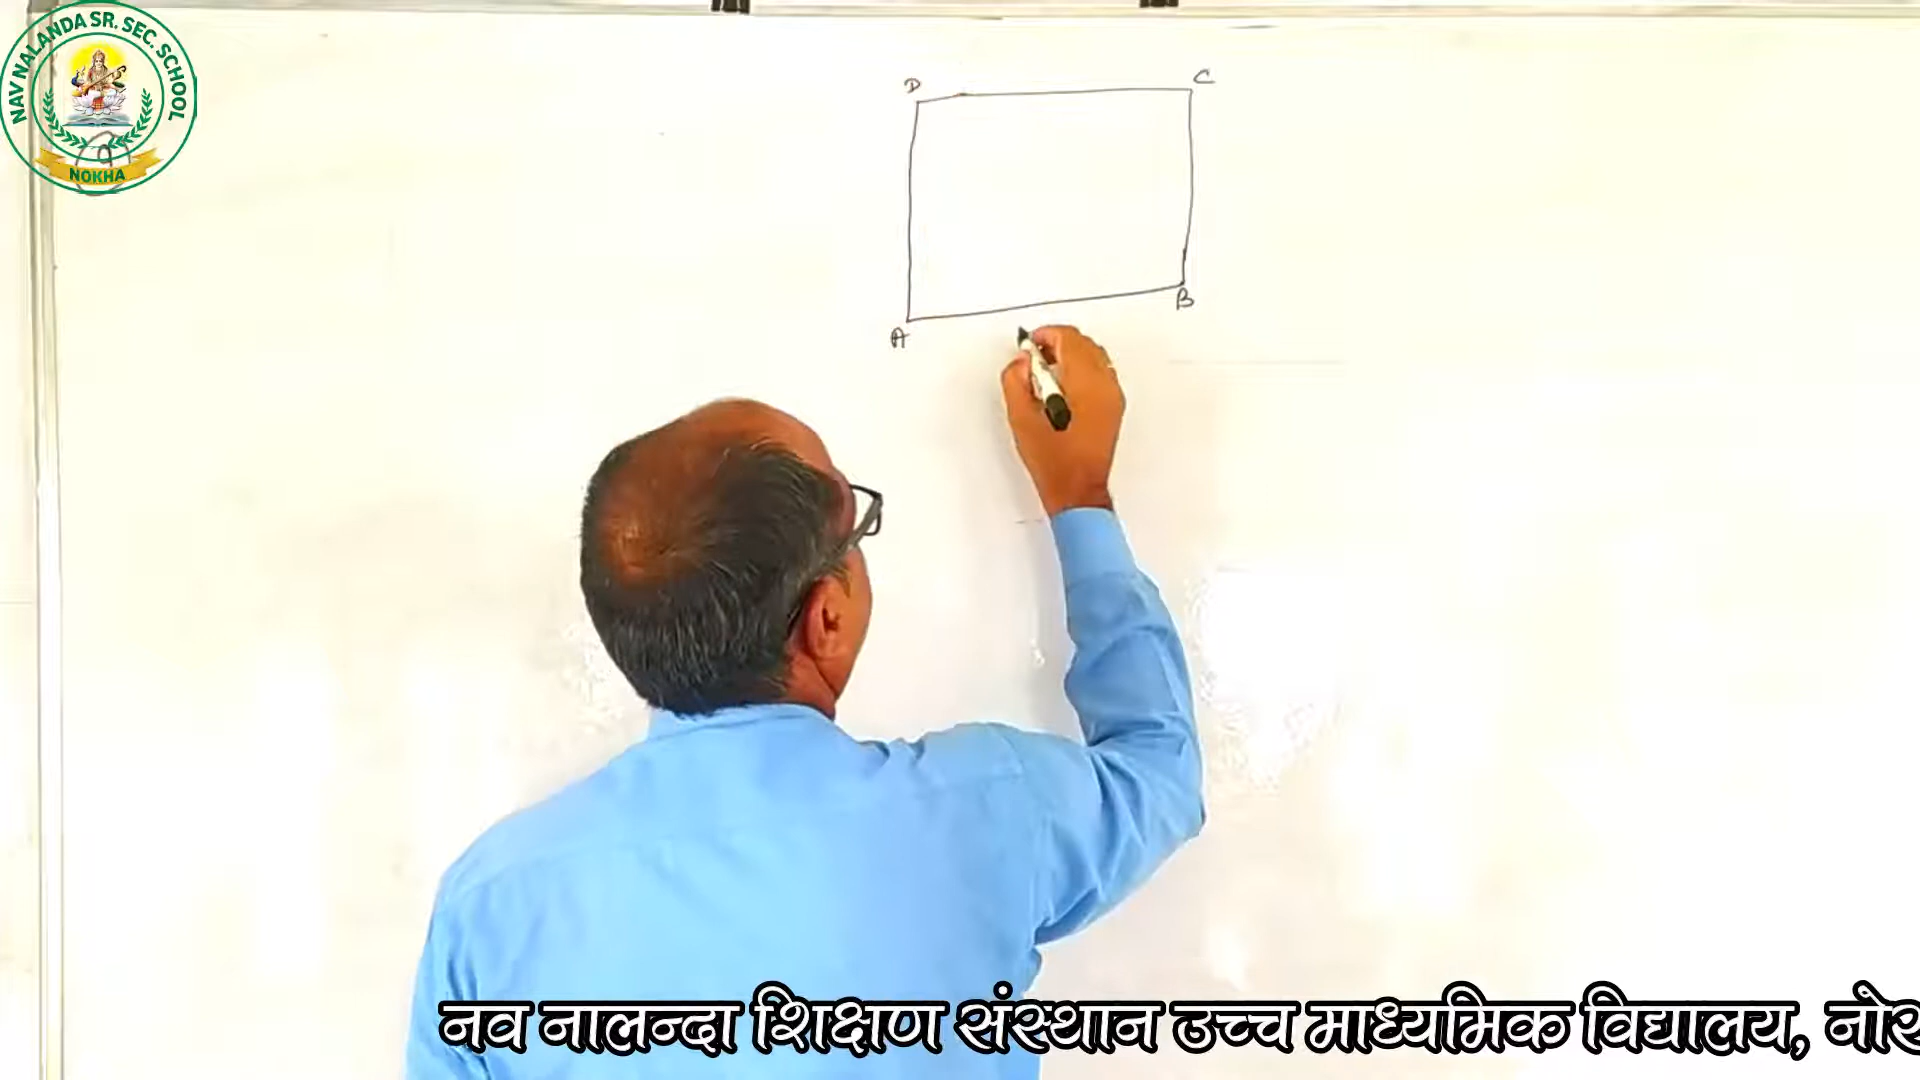 NAV NALANDA SR. SEC. SCHOOL
NOKHA
D
C
B
A
नव नालन्दा शिक्षण संस्थान उच्च माध्यमिक विद्यालय,